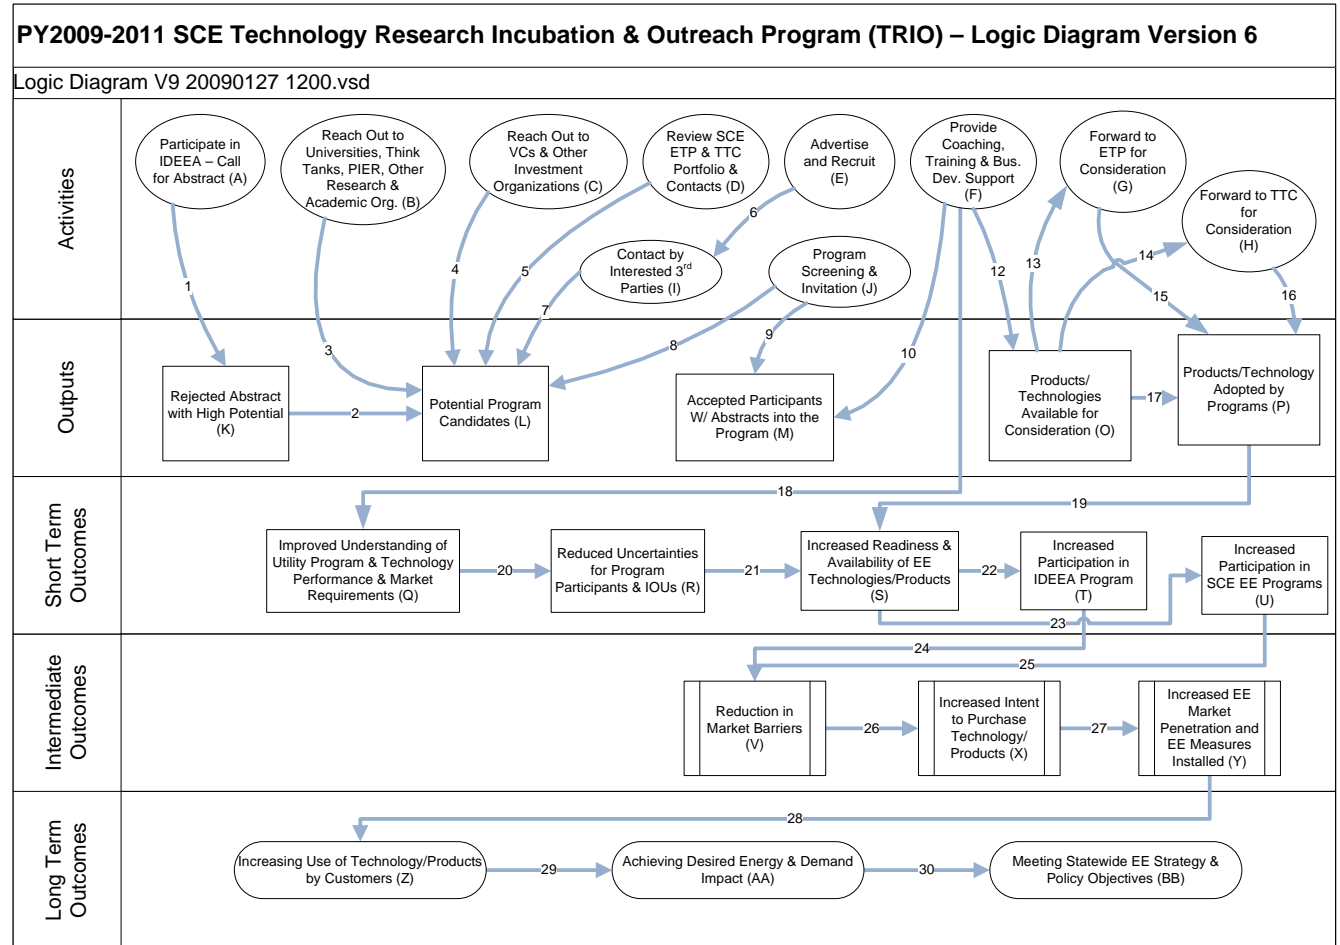 PY2009-2011 SCE Technology Research Incubation & Outreach Program (TRIO) – Logic Diagram Version 6
Logic Diagram V9 20090127 1200.vsd
Activities
Participate in
IDEEA – Call
for Abstract (A)
Reach Out to
Universities, Think
Tanks, PIER, Other
Research &
Academic Org. (B)
Reach Out to
VCs & Other
Investment
Organizations (C)
Review SCE
ETP & TTC
Portfolio &
Contacts (D)
Advertise
and Recruit
(E)
Provide
Coaching,
Training & Bus.
Dev. Support
(F)
Forward to
ETP for
Consideration
(G)
Forward to TTC
for
Consideration
(H)
Contact by
Interested 3rd
Parties (I)
Program
Screening &
Invitation (J)
1
3
4
5
6
7
8
9
10
12
13
14
15
16
Outputs
Rejected Abstract
with High Potential
(K)
2
Potential Program
Candidates (L)
Accepted Participants
W/ Abstracts into the
Program (M)
Products/
Technologies
Available for
Consideration (O)
17
Products/Technology
Adopted by
Programs (P)
18
19
Short Term
Outcomes
Improved Understanding of
Utility Program & Technology
Performance & Market
Requirements (Q)
20
Reduced Uncertainties
for Program
Participants & IOUs (R)
21
Increased Readiness &
Availability of EE
Technologies/Products
(S)
22
Increased
Participation in
IDEEA Program
(T)
Increased
Participation in
SCE EE Programs
(U)
23
24
25
Intermediate
Outcomes
Reduction in
Market Barriers
(V)
26
Increased Intent
to Purchase
Technology/
Products (X)
27
Increased EE
Market
Penetration and
EE Measures
Installed (Y)
28
Long Term
Outcomes
Increasing Use of Technology/Products
by Customers (Z)
29
Achieving Desired Energy & Demand
Impact (AA)
30
Meeting Statewide EE Strategy &
Policy Objectives (BB)